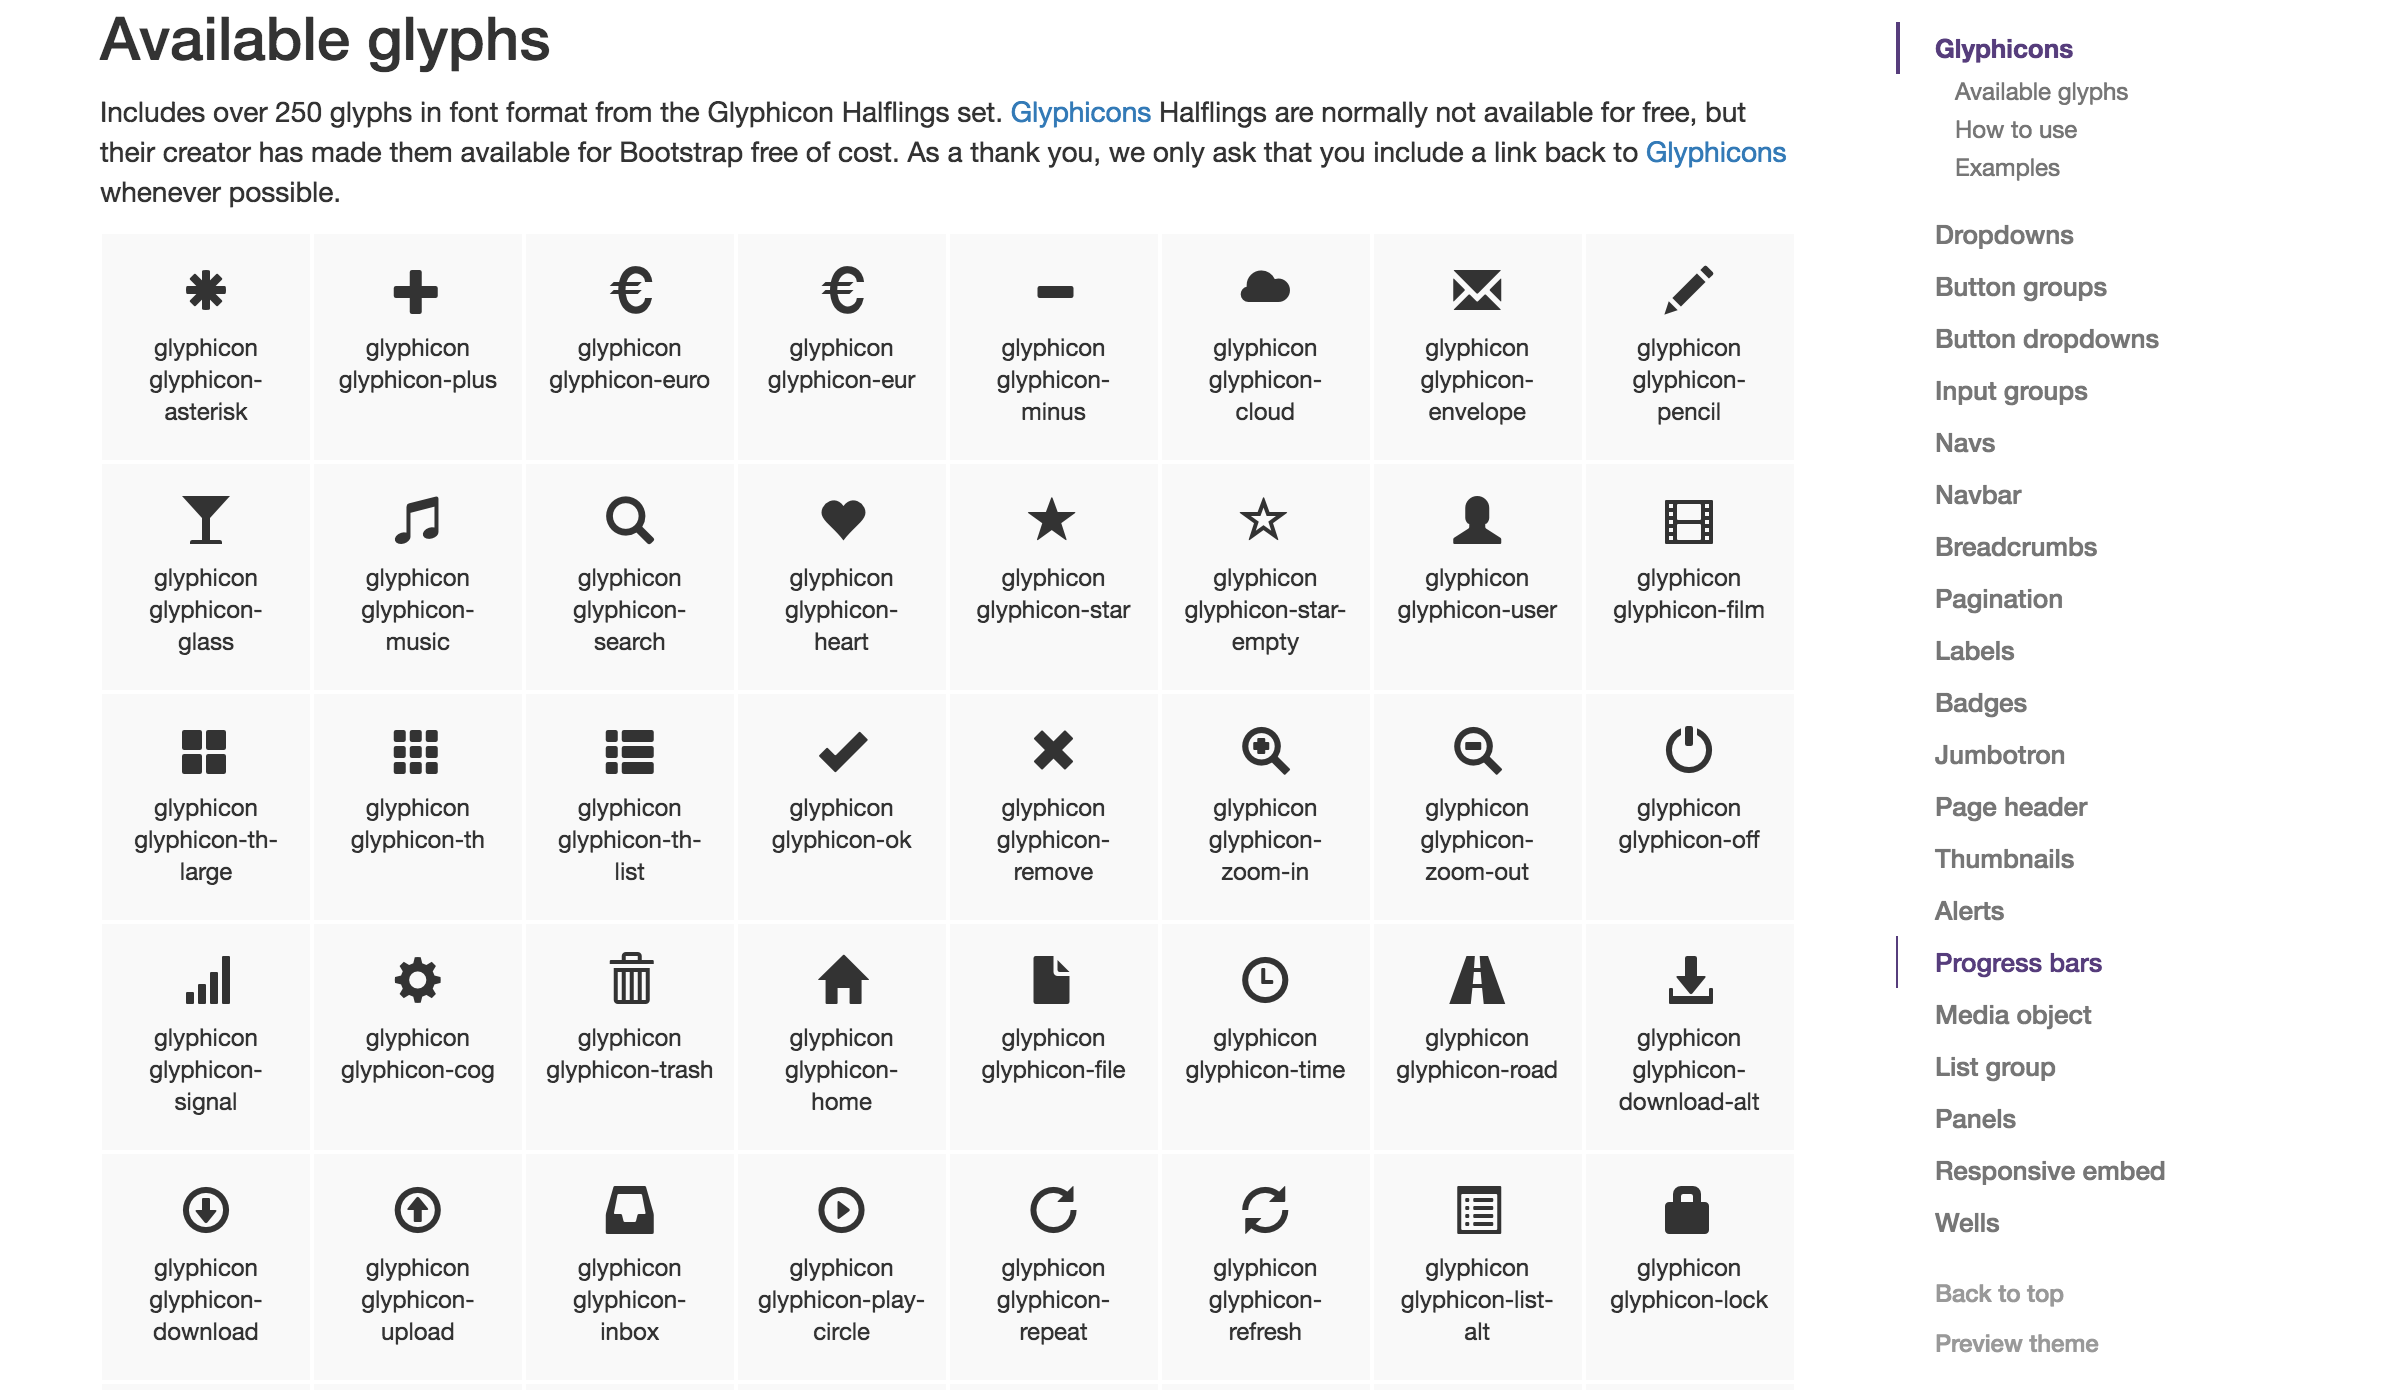 Available glyphs
Includes over 250 glyphs in font format from the Glyphicon Halflings set. Glyphicons Halflings are normally not available for free, but
their creator has made them available for Bootstrap free of cost. As a thank you, we only ask that you include a link back to Glyphicons
whenever possible.
glyphicon
glyphicon-
asterisk
glyphicon
glyphicon-plus
glyphicon
glyphicon-euro
glyphicon
glyphicon-eur
glyphicon
glyphicon-
minus
glyphicon
glyphicon-
cloud
glyphicon
glyphicon-
envelope
glyphicon
glyphicon-
pencil
glyphicon
glyphicon-
glass
glyphicon
glyphicon-
music
glyphicon
glyphicon-
search
glyphicon
glyphicon-
heart
glyphicon
glyphicon-star
glyphicon
glyphicon-star-
empty
glyphicon
glyphicon-user
glyphicon
glyphicon-film
glyphicon
glyphicon-th-
large
glyphicon
glyphicon-th
glyphicon
glyphicon-th-
list
glyphicon
glyphicon-ok
glyphicon
glyphicon-
remove
glyphicon
glyphicon-
zoom-in
glyphicon
glyphicon-
zoom-out
glyphicon
glyphicon-off
glyphicon
glyphicon-
signal
glyphicon
glyphicon-cog
glyphicon
glyphicon-trash
glyphicon
glyphicon-
home
glyphicon
glyphicon-file
glyphicon
glyphicon-time
glyphicon
glyphicon-road
glyphicon
glyphicon-
download-alt
glyphicon
glyphicon-
download
glyphicon
glyphicon-
upload
glyphicon
glyphicon-
inbox
glyphicon
glyphicon-play-
circle
glyphicon
glyphicon-
repeat
glyphicon
glyphicon-
refresh
glyphicon
glyphicon-list-
alt
glyphicon
glyphicon-lock
Glyphicons
Available glyphs
How to use
Examples
Dropdowns
Button groups
Button dropdowns
Input groups
Navs
Navbar
Breadcrumbs
Pagination
Labels
Badges
Jumbotron
Page header
Thumbnails
Alerts
Progress bars
Media object
List group
Panels
Responsive embed
Wells
Back to top
Preview theme